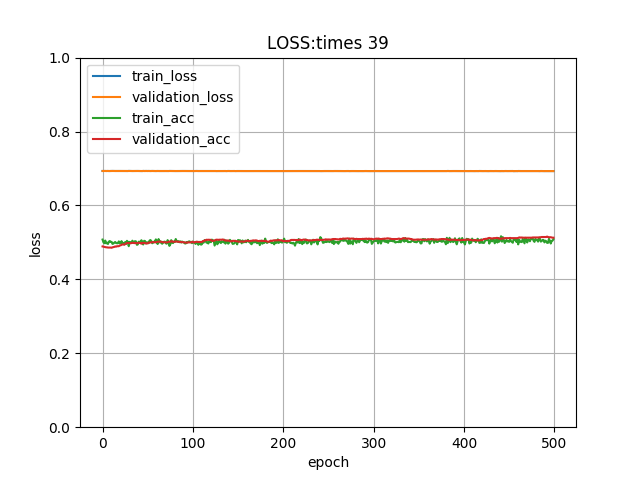 LOSS:times 39
1.0
train_loss
validation_loss
train_acc
validation_acc
0.8
0.6
loss
0.4
0.2
0.0
0 100 200 300 400 500
epoch